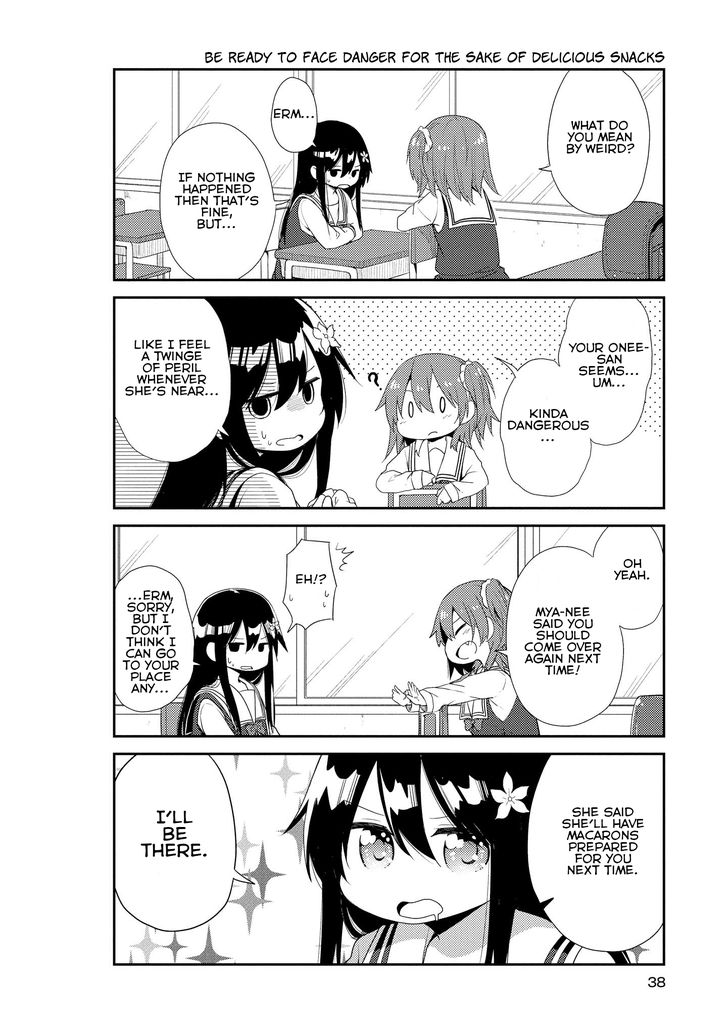 BE READY TO FACE DANGER FOR THE SAKE OF DELICIOUS SNACKS
WHAT DO
YOU MEAN
BY WEIRD?
ERM...
IF NOTHING
HAPPENED
THEN THAT'S
FINE,
BUT...
YOUR ONEE-
SAN
SEEMS...
UM...
KINDA
DANGEROUS
...
?
LIKE I FEEL
A TWINGE
OF PERIL
WHENEVER
SHE'S NEAR...
OH
YEAH.
MYA-NEE
SAID YOU
SHOULD
COME OVER
AGAIN NEXT
TIME!
EH!?
...ERM,
SORRY,
BUT I
DON'T
THINK I
CAN GO
TO YOUR
PLACE
ANY...
SHE SAID
SHE'LL HAVE
MACARONS
PREPARED
FOR YOU
NEXT TIME.
I'LL
BE
THERE.
38